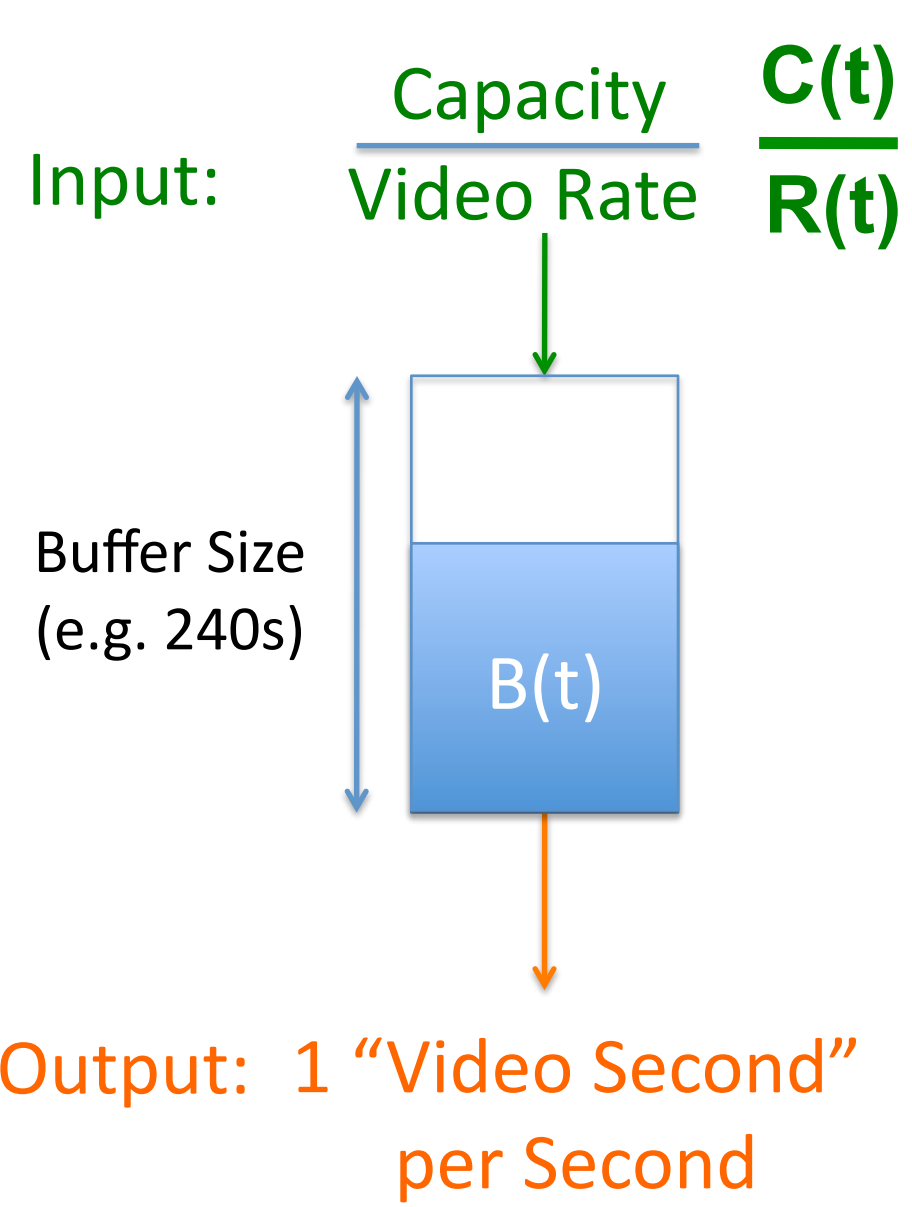 Capacity
C(t)
Input:
Video Rate
R(t)
Buffer Size
(e.g. 240s)
B(t)
Output: 1 “Video Second”
per Second